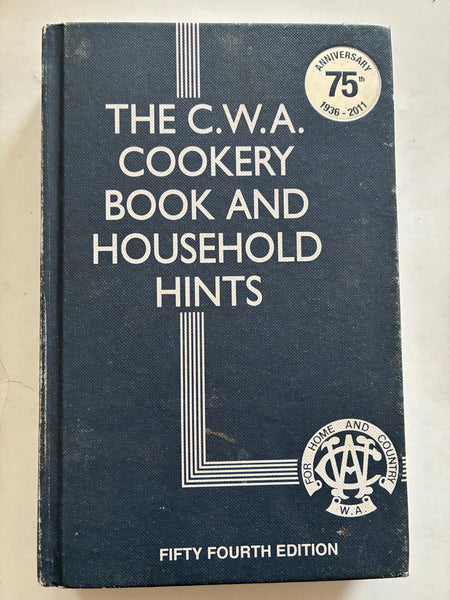 ANNIVERSARY
75th
1936 - 2011
THE C.W.A.
COOKERY
BOOK AND
HOUSEHOLD
HINTS
FOR HOME AND COUNTRY
CWA
W.A.
FIFTY FOURTH EDITION